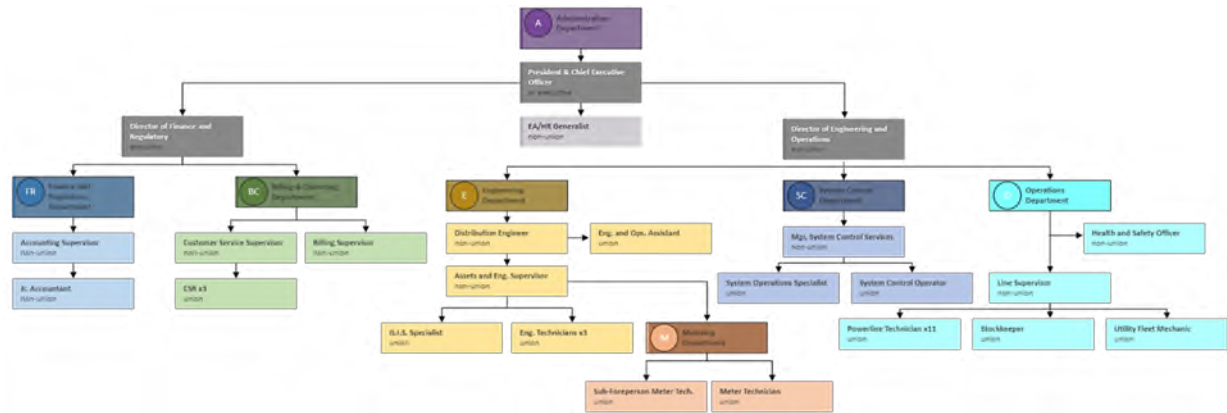 A
Administration
Department
President & Chief Executive
Officer
EA/HR Generalist
non-union
Director of Finance and
Regulatory
Director of Engineering and
Operations
non-union
FR
Department
BC
Billing &
Department
E
Engineering
Department
SC
System Control
Department
Operations
Department
Accounting Supervisor
non-union
Customer Service Supervisor
non-union
Billing Supervisor
non-union
Distribution Engineer
non-union
Eng. and Ops. Assistant
union
Mgr. System Control Services
non-union
Health and Safety Officer
non-union
Jr. Accountant
non-union
CSR x3
union
Assets and Eng. Supervisor
non-union
System Operations Specialist
union
System Control Operator
union
Line Supervisor
non-union
G.I.S. Specialist
union
Eng. Technicians x3
union
M
Metering
Department
Powerline Technician x11
union
Stockkeeper
union
Utility Fleet Mechanic
union
Sub-Foreperson Meter Tech.
union
Meter Technician
union